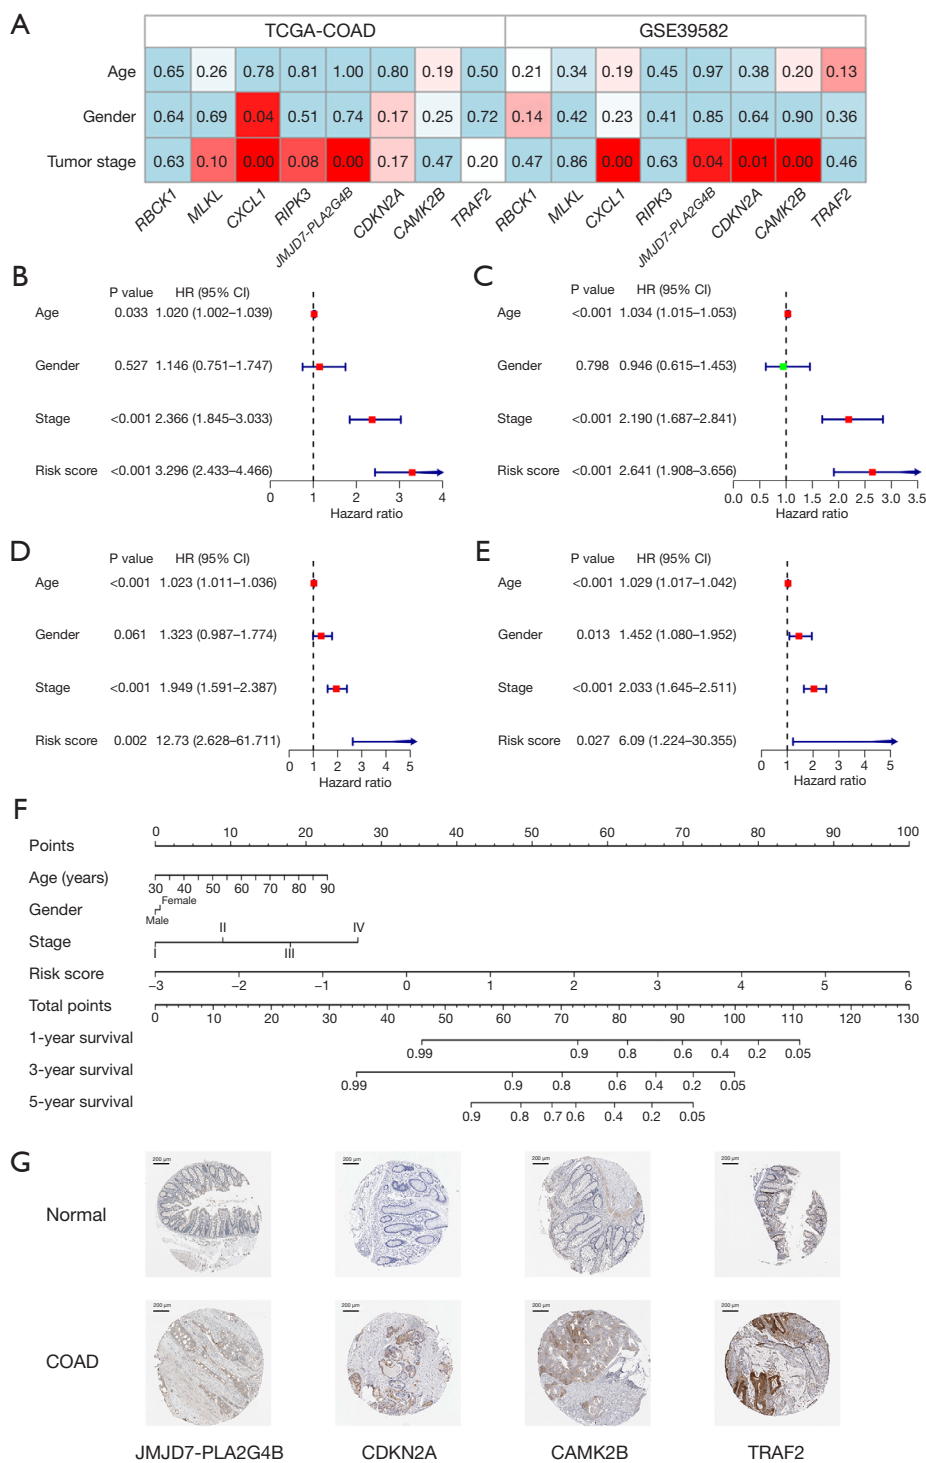 A
TCGA-COAD GSE39582
Age 0.65 0.26 0.78 0.81 1.00 0.80 0.19 0.50 0.21 0.34 0.19 0.45 0.97 0.38 0.20 0.13
Gender 0.64 0.69 0.04 0.51 0.74 0.17 0.25 0.72 0.14 0.42 0.23 0.41 0.85 0.64 0.90 0.36
Tumor stage 0.63 0.10 0.00 0.08 0.00 0.17 0.47 0.20 0.47 0.86 0.00 0.63 0.04 0.01 0.00 0.46
RBCK1 MLKL CXCL1 RIPK3 JMJD7-PLA2G4B CDKN2A CAMK2B TRAF2 RBCK1 MLKL CXCL1 RIPK3 JMJD7-PLA2G4B CDKN2A CAMK2B TRAF2
B
P value HR (95% CI)
Age 0.033 1.020 (1.002–1.039)
Gender 0.527 1.146 (0.751–1.747)
Stage <0.001 2.366 (1.845–3.033)
Risk score <0.001 3.296 (2.433–4.466)
0 1 2 3 4
Hazard ratio
C
P value HR (95% CI)
Age <0.001 1.034 (1.015–1.053)
Gender 0.798 0.946 (0.615–1.453)
Stage <0.001 2.190 (1.687–2.841)
Risk score <0.001 2.641 (1.908–3.656)
0.0 0.5 1.0 1.5 2.0 2.5 3.0 3.5
Hazard ratio
D
P value HR (95% CI)
Age <0.001 1.023 (1.011–1.036)
Gender 0.061 1.323 (0.987–1.774)
Stage <0.001 1.949 (1.591–2.387)
Risk score 0.002 12.73 (2.628–61.711)
0 1 2 3 4 5
Hazard ratio
E
P value HR (95% CI)
Age <0.001 1.029 (1.017–1.042)
Gender 0.013 1.452 (1.080–1.952)
Stage <0.001 2.033 (1.645–2.511)
Risk score 0.027 6.09 (1.224–30.355)
0 1 2 3 4 5
Hazard ratio
F
0 10 20 30 40 50 60 70 80 90 100
Points
Age (years)
30 40 50 60 70 80 90
Female
Gender
Male
II IV
Stage
I III
Risk score
−3 −2 −1 0 1 2 3 4 5 6
Total points
0 10 20 30 40 50 60 70 80 90 100 110 120 130
1-year survival
0.99 0.9 0.8 0.6 0.4 0.2 0.05
3-year survival
0.99 0.9 0.8 0.6 0.4 0.2 0.05
5-year survival
0.9 0.8 0.7 0.6 0.4 0.2 0.05
G
200 μm 200 μm 200 μm 200 μm
Normal
200 μm 200 μm 200 μm 200 μm
COAD
JMJD7-PLA2G4B CDKN2A CAMK2B TRAF2